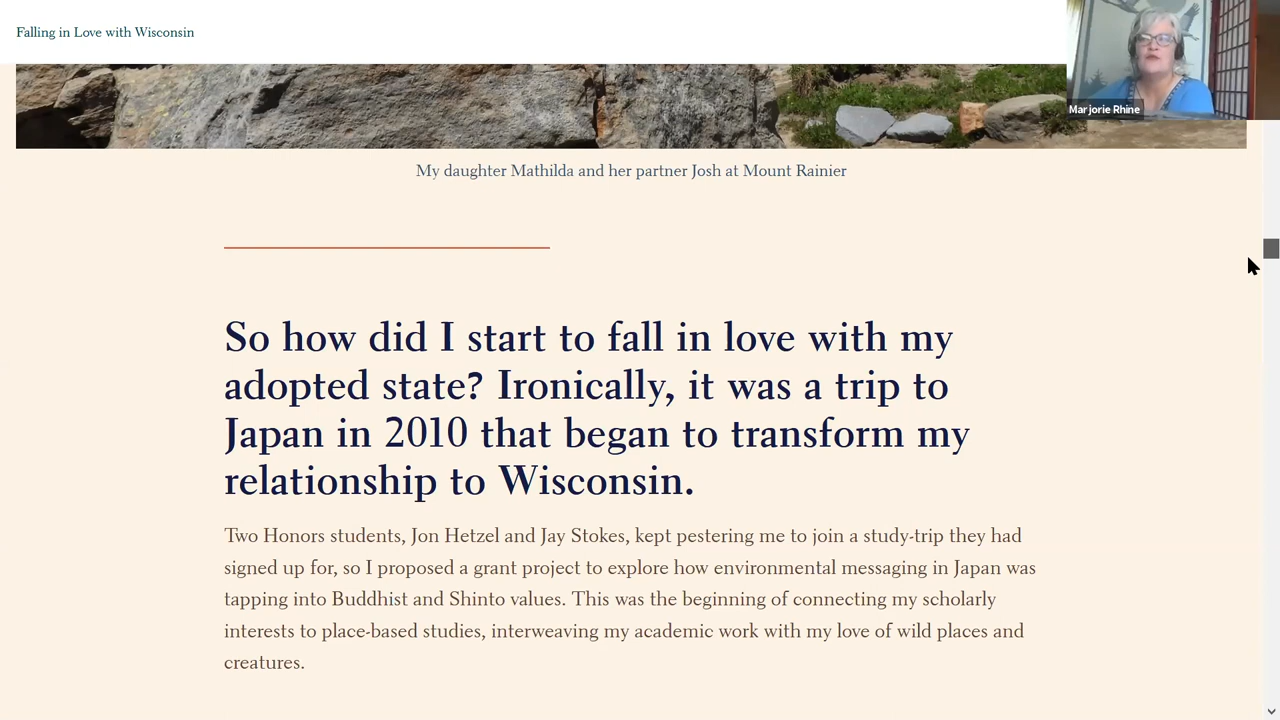 Falling in Love with Wisconsin
Marjorie Rhine
My daughter Mathilda and her partner Josh at Mount Rainier
So how did I start to fall in love with my
adopted state? Ironically, it was a trip to
Japan in 2010 that began to transform my
relationship to Wisconsin.
Two Honors students, Jon Hetzel and Jay Stokes, kept pestering me to join a study-trip they had
signed up for, so I proposed a grant project to explore how environmental messaging in Japan was
tapping into Buddhist and Shinto values. This was the beginning of connecting my scholarly
interests to place-based studies, interweaving my academic work with my love of wild places and
creatures.